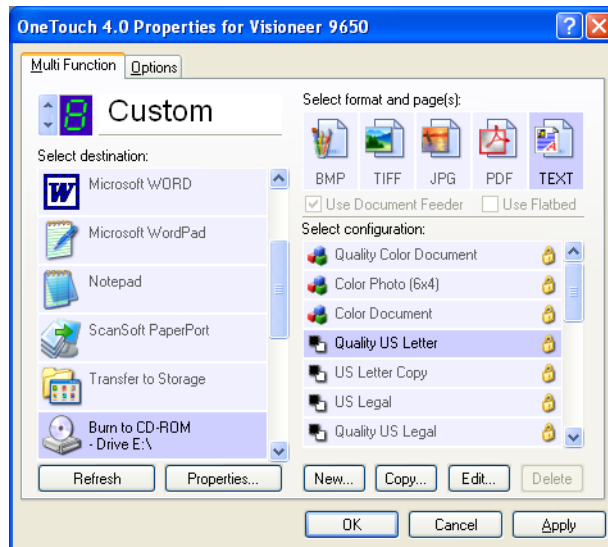 OneTouch 4.0 Properties for Visioneer 9650
Multi Function
Options
8
Custom
Select destination:
Microsoft WORD
Microsoft WordPad
Notepad
ScanSoft PaperPort
Transfer to Storage
Burn to CD-ROM
- Drive E:\
Refresh
Properties...
Select format and page(s):
BMP TIFF JPG PDF TEXT
Use Document Feeder
Use Flatbed
Select configuration:
Quality Color Document
Color Photo (6x4)
Color Document
Quality US Letter
US Letter Copy
US Legal
Quality US Legal
New...
Copy...
Edit...
Delete
OK
Cancel
Apply